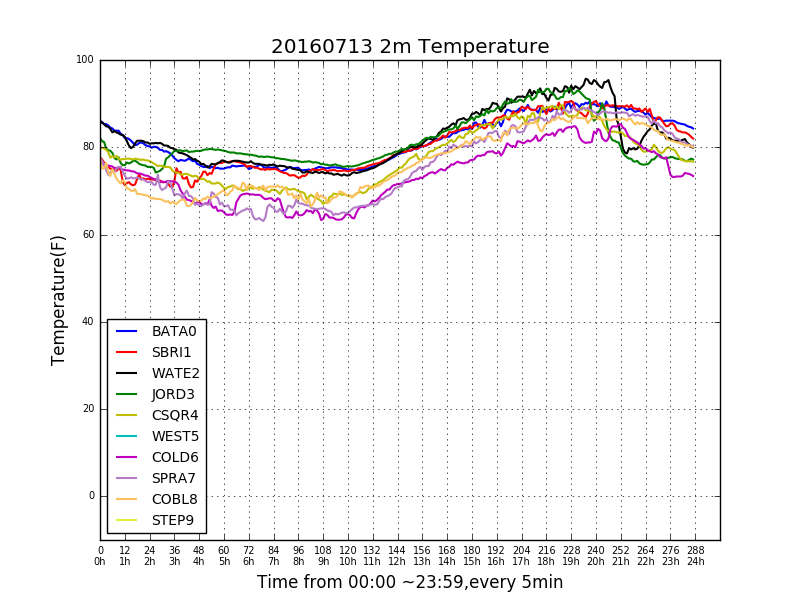 20160713 2m Temperature
100
80
60
40
20
0
Temperature(F)
BATA0
SBRI1
WATE2
JORD3
CSQR4
WEST5
COLD6
SPRA7
COBL8
STEP9
0 12 24 36 48 60 72 84 96 108 120 132 144 156 168 180 192 204 216 228 240 252 264 276 288
0h 1h 2h 3h 4h 5h 6h 7h 8h 9h 10h 11h 12h 13h 14h 15h 16h 17h 18h 19h 20h 21h 22h 23h 24h
Time from 00:00 ~23:59,every 5min